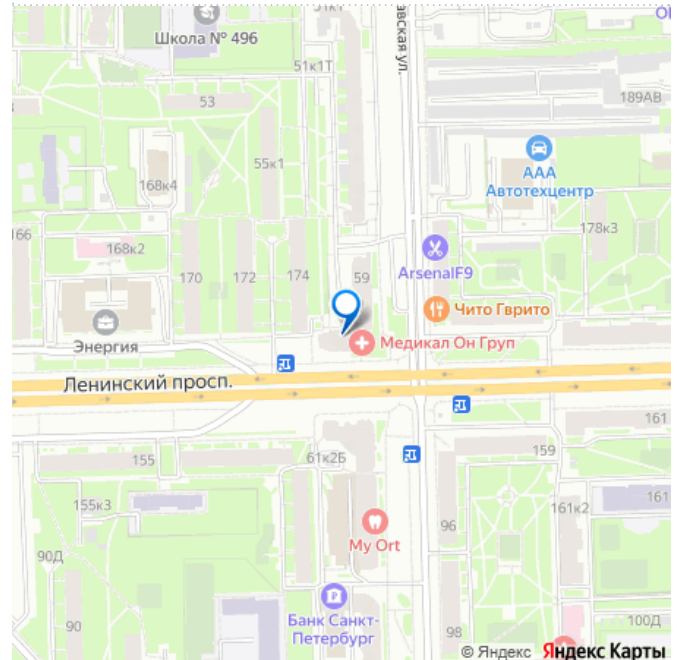 Школа № 496
авская ул.
51к1Т
53
189АВ
55к1
ААА
Автотехцентр
168к4
166
168к2
178к3
170
172
174
59
ArsenalF9
Чито Гврито
Энергия
Медикал Он Груп
Ленинский просп.
161
155
61к2Б
159
155к3
161к2
161
96
My Ort
90Д
Банк Санкт-
Петербург
90
98
100Д
© Яндекс Яндекс Карты